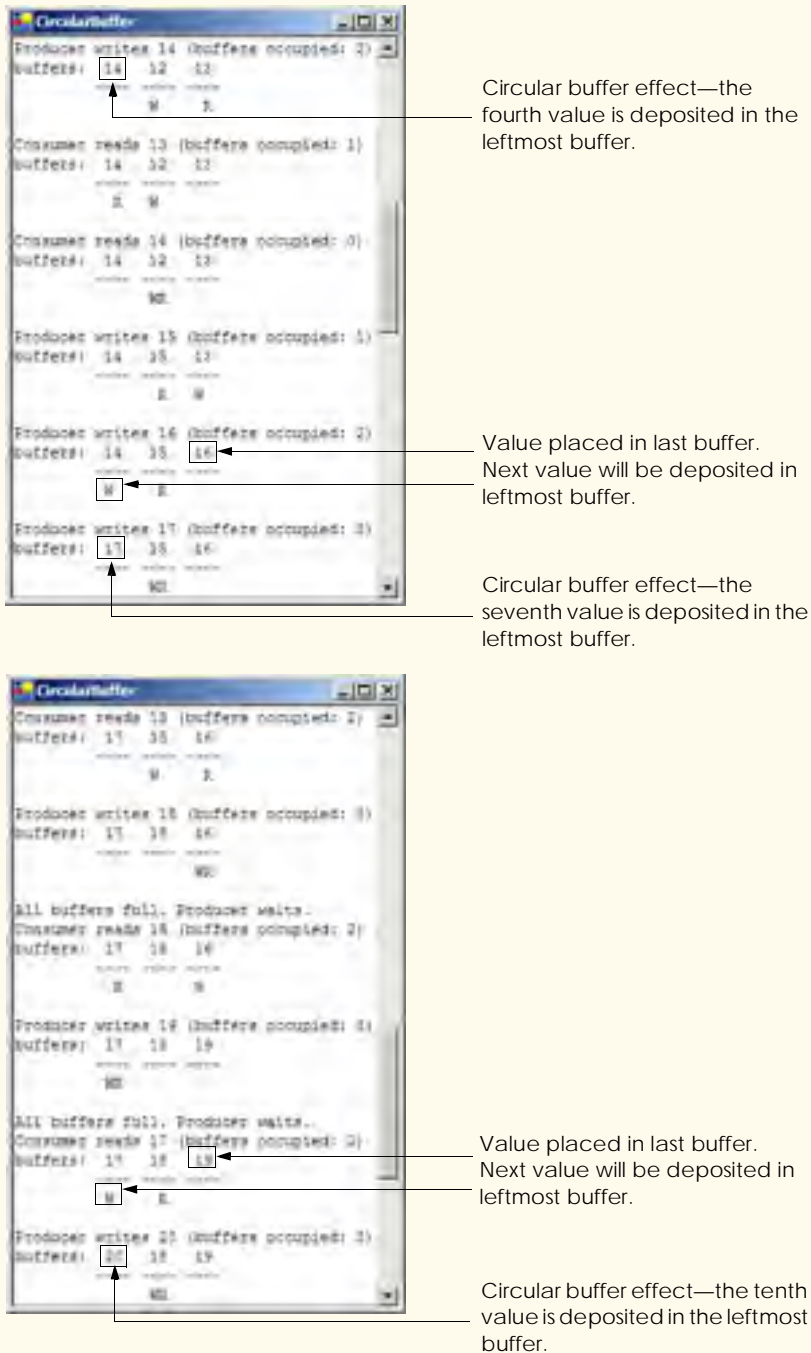 CircularBuffer
Producer writes 14 (buffers occupied: 2)
buffers: 14 12 13
---- ---- ----
W R
Circular buffer effect—the
fourth value is deposited in the
leftmost buffer.
Consumer reads 13 (buffers occupied: 1)
buffers: 14 12 13
---- ---- ----
R W
Consumer reads 14 (buffers occupied: 0)
buffers: 14 12 13
---- ---- ----
WR
Producer writes 15 (buffers occupied: 1)
buffers: 14 15 13
---- ---- ----
R W
Producer writes 16 (buffers occupied: 2)
buffers: 14 15 16
---- ---- ----
W R
Value placed in last buffer.
Next value will be deposited in
leftmost buffer.
Producer writes 17 (buffers occupied: 3)
buffers: 17 15 16
---- ---- ----
WR
Circular buffer effect—the
seventh value is deposited in the
leftmost buffer.
CircularBuffer
Consumer reads 15 (buffers occupied: 2)
buffers: 17 15 16
---- ---- ----
W R
Producer writes 18 (buffers occupied: 3)
buffers: 17 18 16
---- ---- ----
WR
All buffers full. Producer waits.
Consumer reads 16 (buffers occupied: 2)
buffers: 17 18 16
---- ---- ----
R W
Producer writes 19 (buffers occupied: 3)
buffers: 17 18 19
---- ---- ----
WR
All buffers full. Producer waits.
Consumer reads 17 (buffers occupied: 2)
buffers: 17 18 19
---- ---- ----
W R
Value placed in last buffer.
Next value will be deposited in
leftmost buffer.
Producer writes 20 (buffers occupied: 3)
buffers: 20 18 19
---- ---- ----
WR
Circular buffer effect—the tenth
value is deposited in the leftmost
buffer.